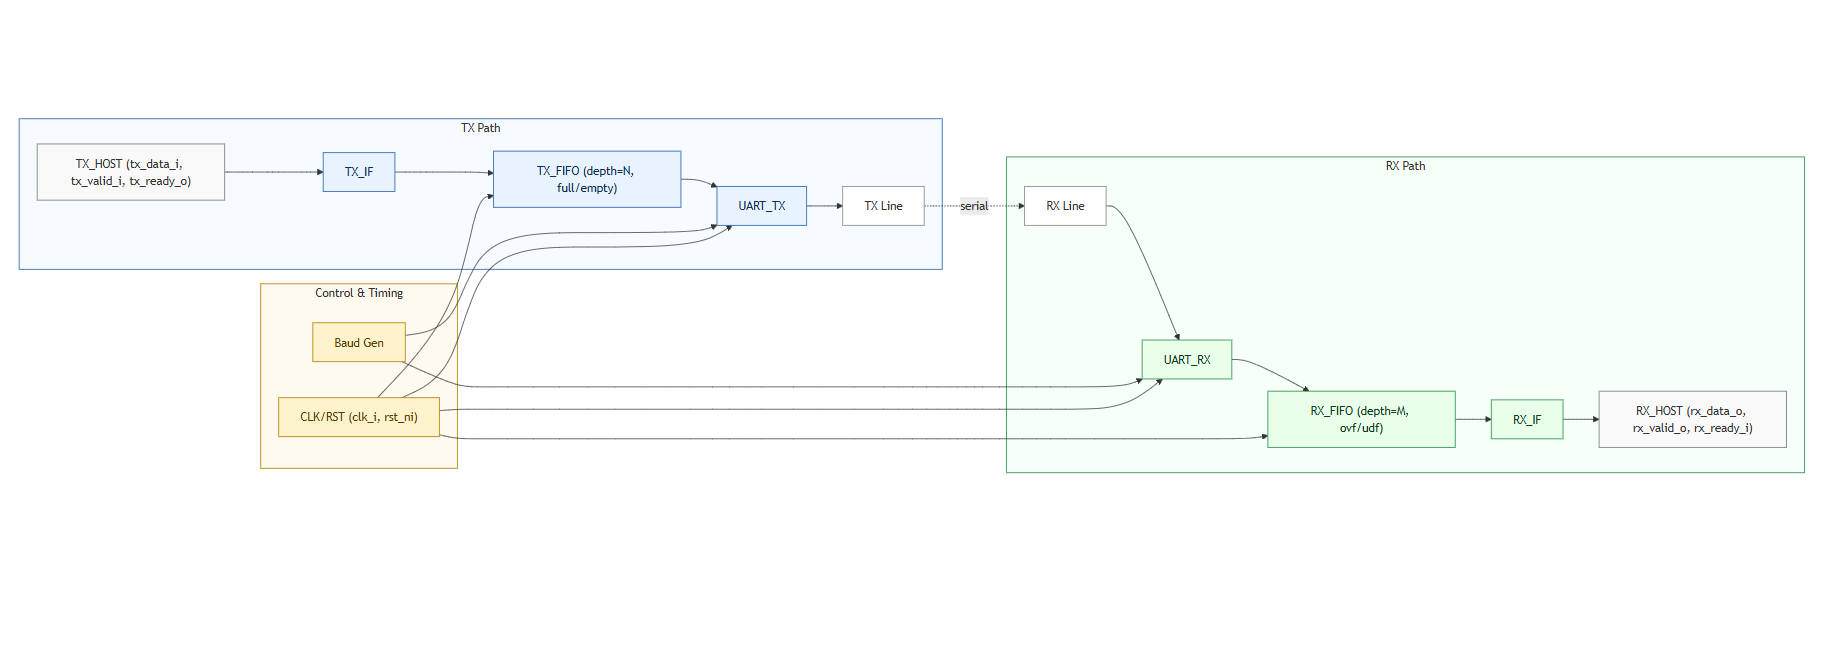 TX Path
TX_HOST (tx_data_i,
tx_valid_i, tx_ready_o)
TX_IF
TX_FIFO (depth=N,
full/empty)
UART_TX
TX Line
serial
RX Path
RX Line
Control & Timing
Baud Gen
CLK/RST (clk_i, rst_ni)
UART_RX
RX_FIFO (depth=M,
ovf/udf)
RX_IF
RX_HOST (rx_data_o,
rx_valid_o, rx_ready_i)